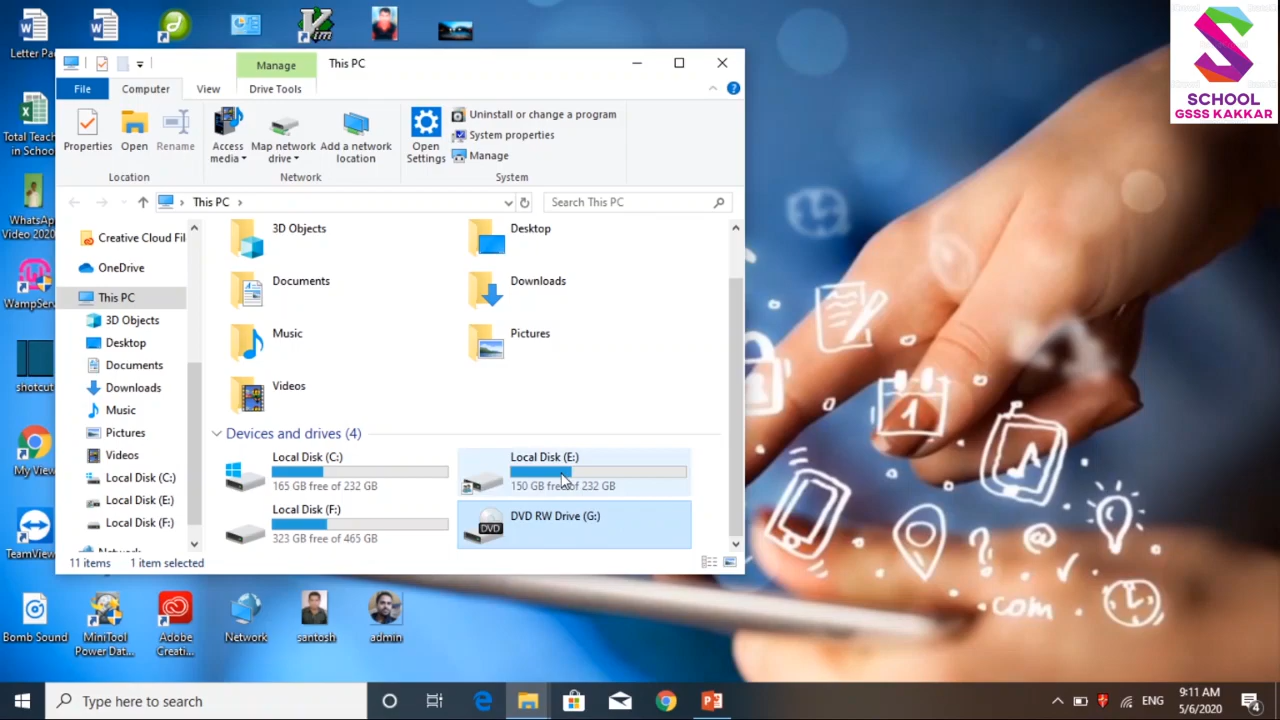 Letter Pa
Vim
SCHOOL
GSSS KAKKAR
Manage
This PC
File
Computer
View
Drive Tools
Total Teach
in School
Properties
Open
Rename
Access
media
Map network
drive
Add a network
location
Open
Settings
Uninstall or change a program
System properties
Manage
Location
Network
System
WhatsAp
Video 2020
This PC
Search This PC
Creative Cloud Fil
OneDrive
This PC
3D Objects
Desktop
Documents
Downloads
Music
Pictures
Videos
Local Disk (C:)
Local Disk (E:)
Local Disk (F:)
Network
3D Objects
Desktop
Documents
Downloads
Music
Pictures
Videos
Devices and drives (4)
Local Disk (C:)
165 GB free of 232 GB
Local Disk (E:)
150 GB free of 232 GB
Local Disk (F:)
323 GB free of 465 GB
DVD RW Drive (G:)
DVD
11 items
1 item selected
WampServ
shotcut
My View
TeamView
1
? @
.com
Bomb Sound
MiniTool
Power Dat...
Adobe
Creati...
Network
santosh
admin
Type here to search
ENG
9:11 AM
5/6/2020
4